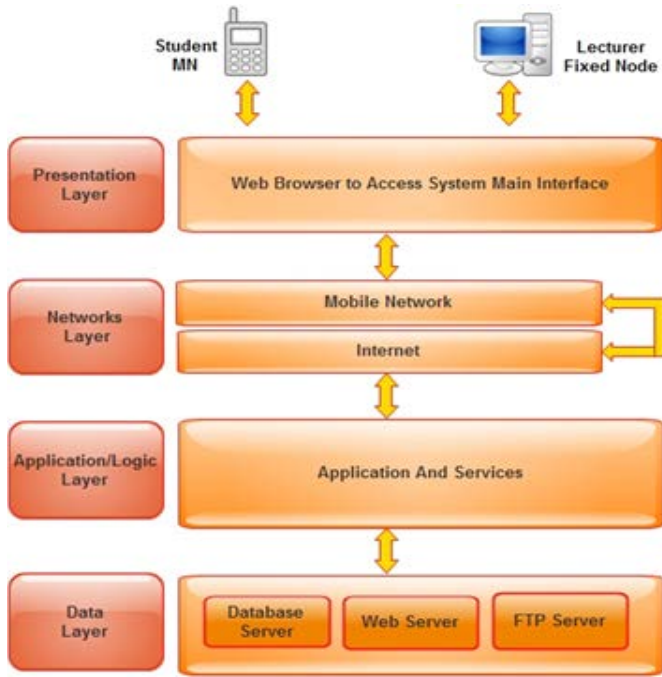 Student
MN
Lecturer
Fixed Node
Presentation
Layer
Web Browser to Access System Main Interface
Networks
Layer
Mobile Network
Internet
Application/Logic
Layer
Application And Services
Data
Layer
Database
Server
Web Server
FTP Server